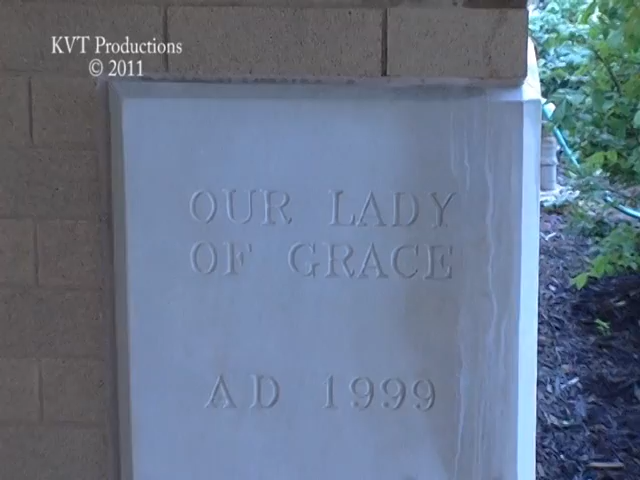 KVT Productions
© 2011
OUR LADY
OF GRACE
AD 1999